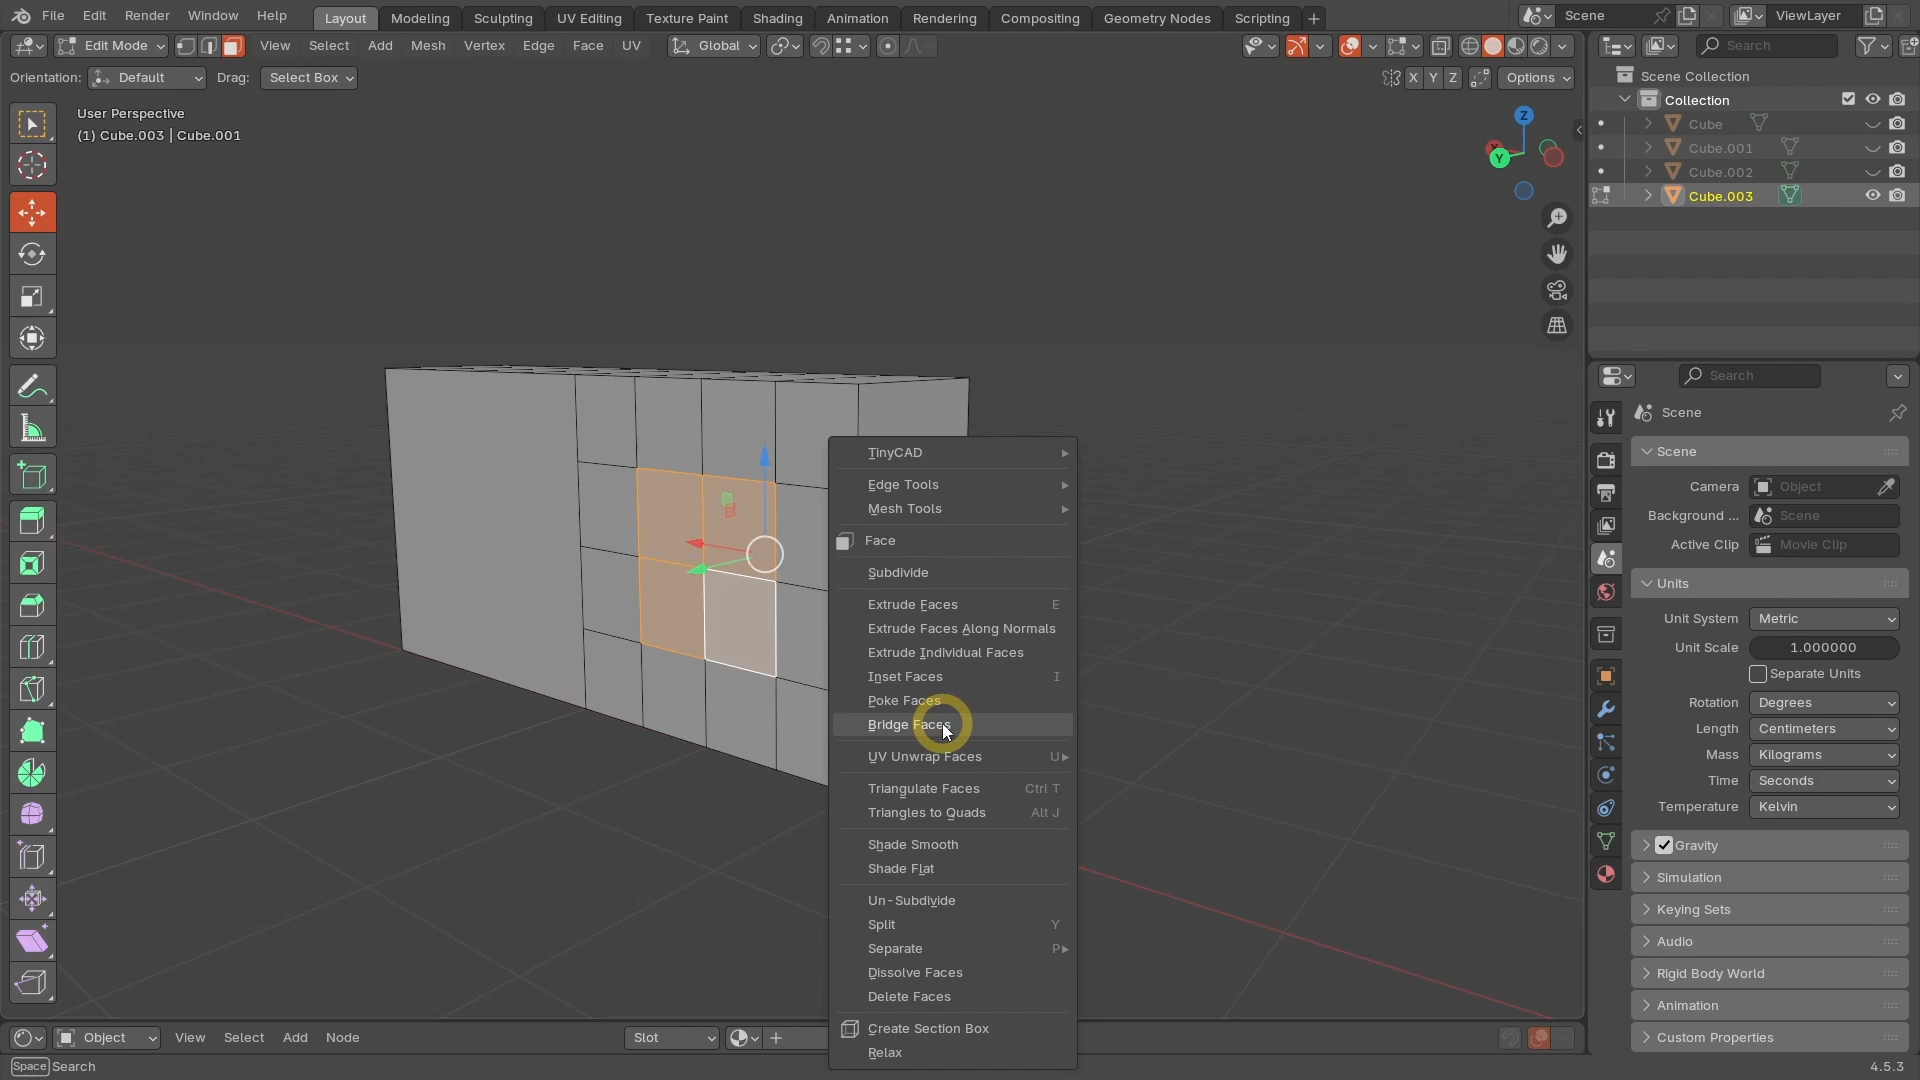 File Edit Render Window Help Layout Modeling Sculpting UV Editing Texture Paint Shading Animation Rendering Compositing Geometry Nodes Scripting + Scene ViewLayer
Edit Mode View Select Add Mesh Vertex Edge Face UV Global Search
Orientation: Default Drag: Select Box X Y Z Options
Scene Collection
Collection
Cube
Cube.001
Cube.002
Cube.003
User Perspective
(1) Cube.003 | Cube.001
Z
X
Y
TinyCAD
Edge Tools
Mesh Tools
Face
Subdivide
Extrude Faces E
Extrude Faces Along Normals
Extrude Individual Faces
Inset Faces I
Poke Faces
Bridge Faces
UV Unwrap Faces U
Triangulate Faces Ctrl T
Triangles to Quads Alt J
Shade Smooth
Shade Flat
Un-Subdivide
Split Y
Separate P
Dissolve Faces
Delete Faces
Create Section Box
Relax
Search
Scene
Scene
Camera Object
Background ... Scene
Active Clip Movie Clip
Units
Unit System Metric
Unit Scale 1.000000
Separate Units
Rotation Degrees
Length Centimeters
Mass Kilograms
Time Seconds
Temperature Kelvin
Gravity
Simulation
Keying Sets
Audio
Rigid Body World
Animation
Custom Properties
Object View Select Add Node Slot
Space Search 4.5.3